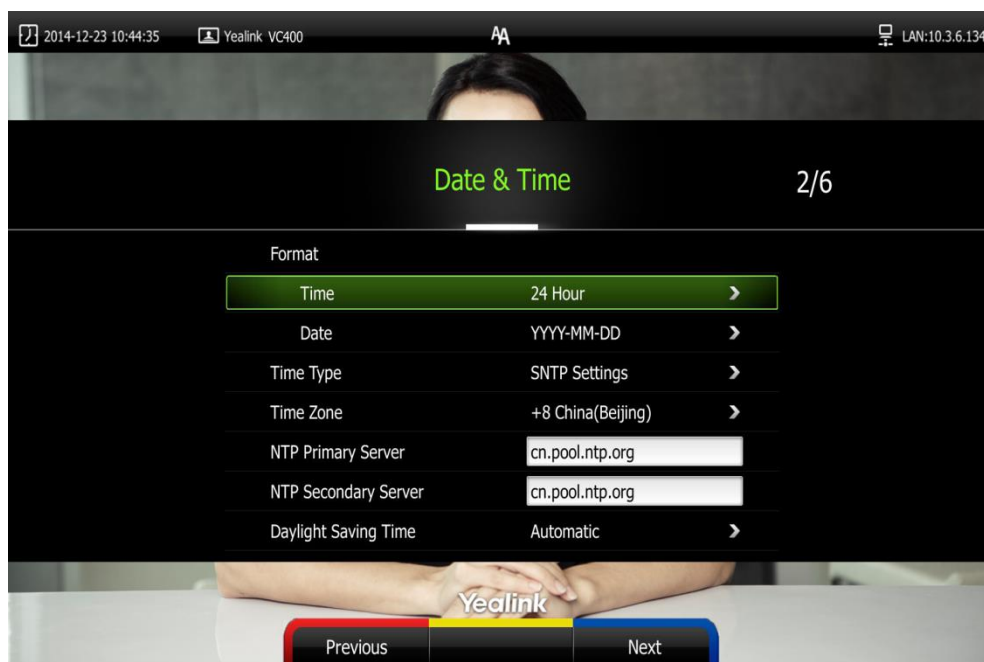 2014-12-23 10:44:35 Yealink VC400 AA LAN:10.3.6.134
Date & Time 2/6
Format
Time 24 Hour
Date YYYY-MM-DD
Time Type SNTP Settings
Time Zone +8 China(Beijing)
NTP Primary Server cn.pool.ntp.org
NTP Secondary Server cn.pool.ntp.org
Daylight Saving Time Automatic
Yealink
Previous Next